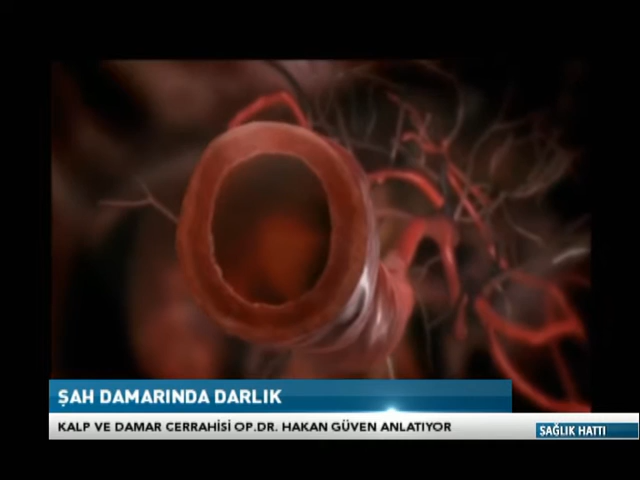 ŞAH DAMARINDA DARLIK
KALP VE DAMAR CERRAHİSİ OP.DR. HAKAN GÜVEN ANLATIYOR
SAĞLIK HATTI